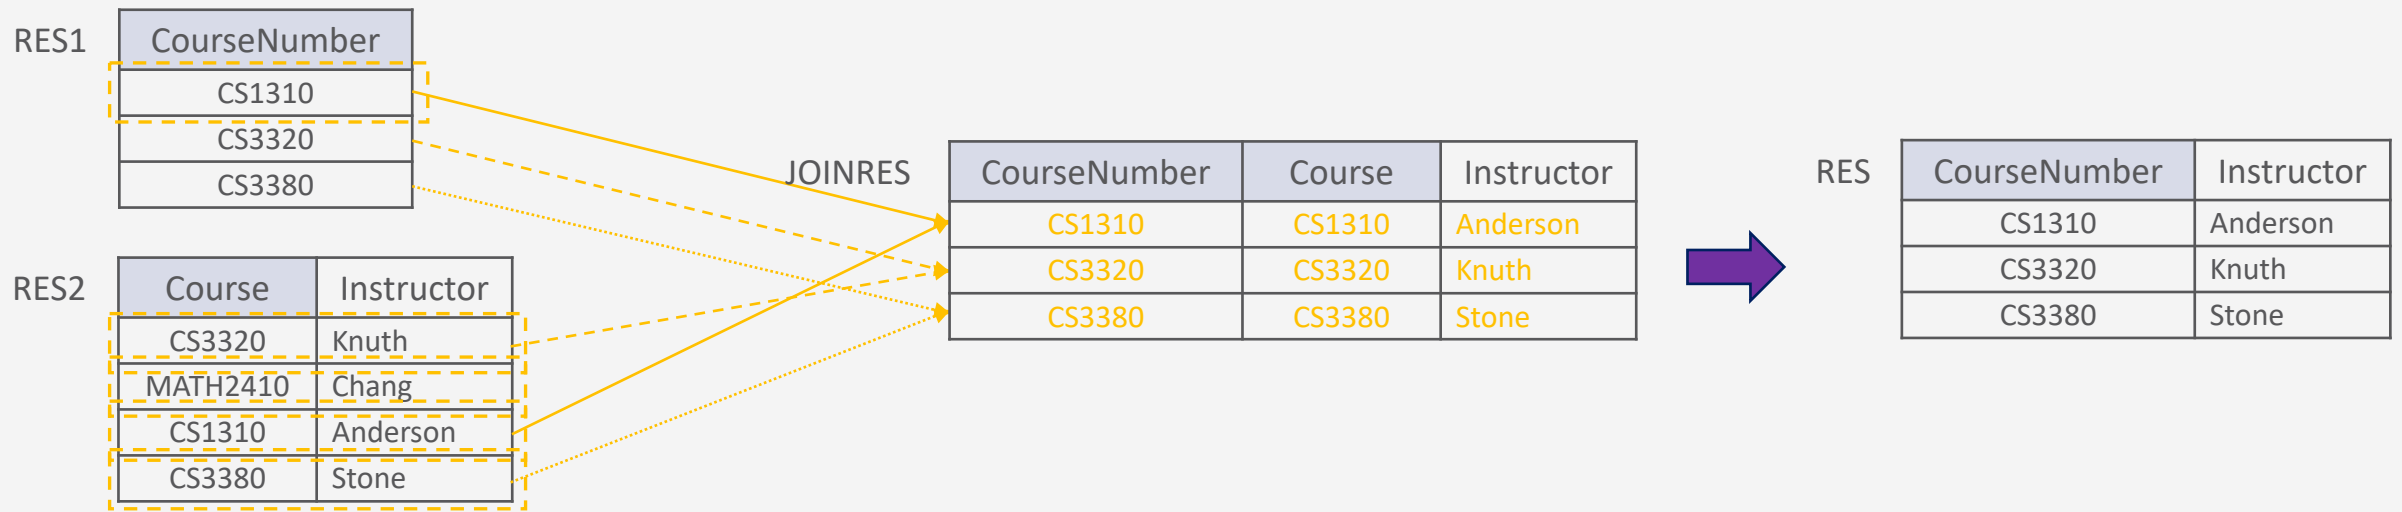 RES1
CourseNumber
CS1310
CS3320
CS3380
RES2
Course Instructor
CS3320 Knuth
MATH2410 Chang
CS1310 Anderson
CS3380 Stone
JOINRES
CourseNumber Course Instructor
CS1310 CS1310 Anderson
CS3320 CS3320 Knuth
CS3380 CS3380 Stone
RES
CourseNumber Instructor
CS1310 Anderson
CS3320 Knuth
CS3380 Stone